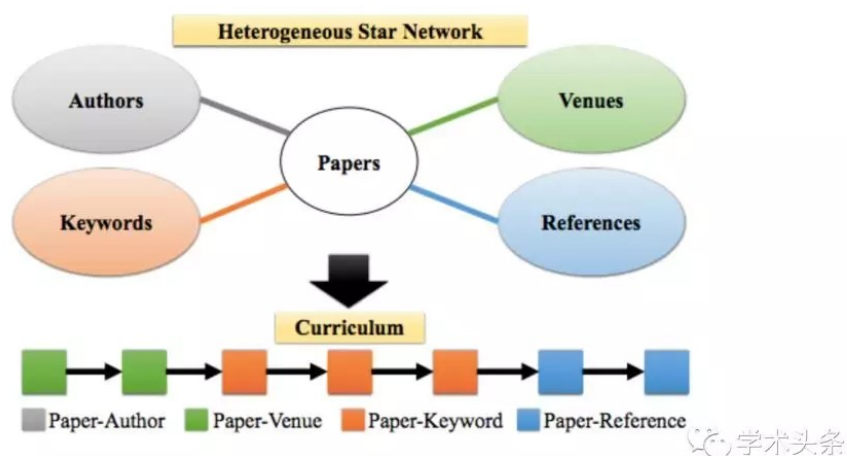 Heterogeneous Star Network
Authors
Venues
Papers
Keywords
References
Curriculum
Paper-Author Paper-Venue Paper-Keyword Paper-Reference
学术头条